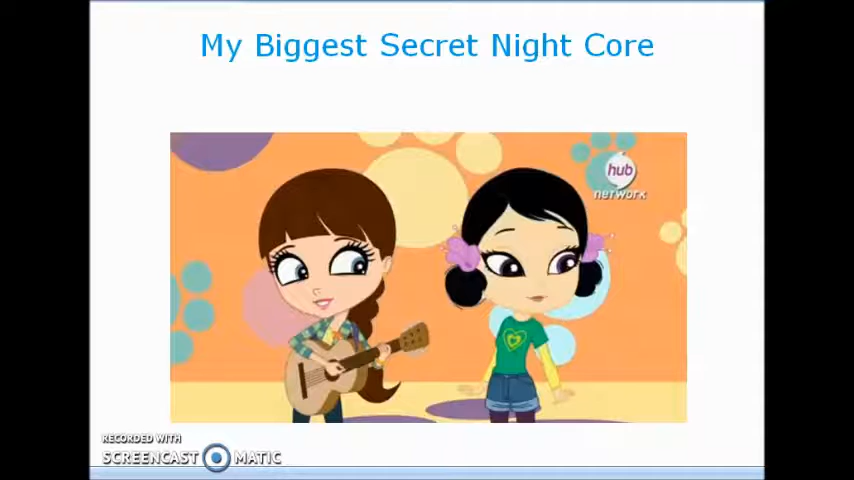 My Biggest Secret Night Core
hub
network
RECORDED WITH
SCREENCAST MATIC